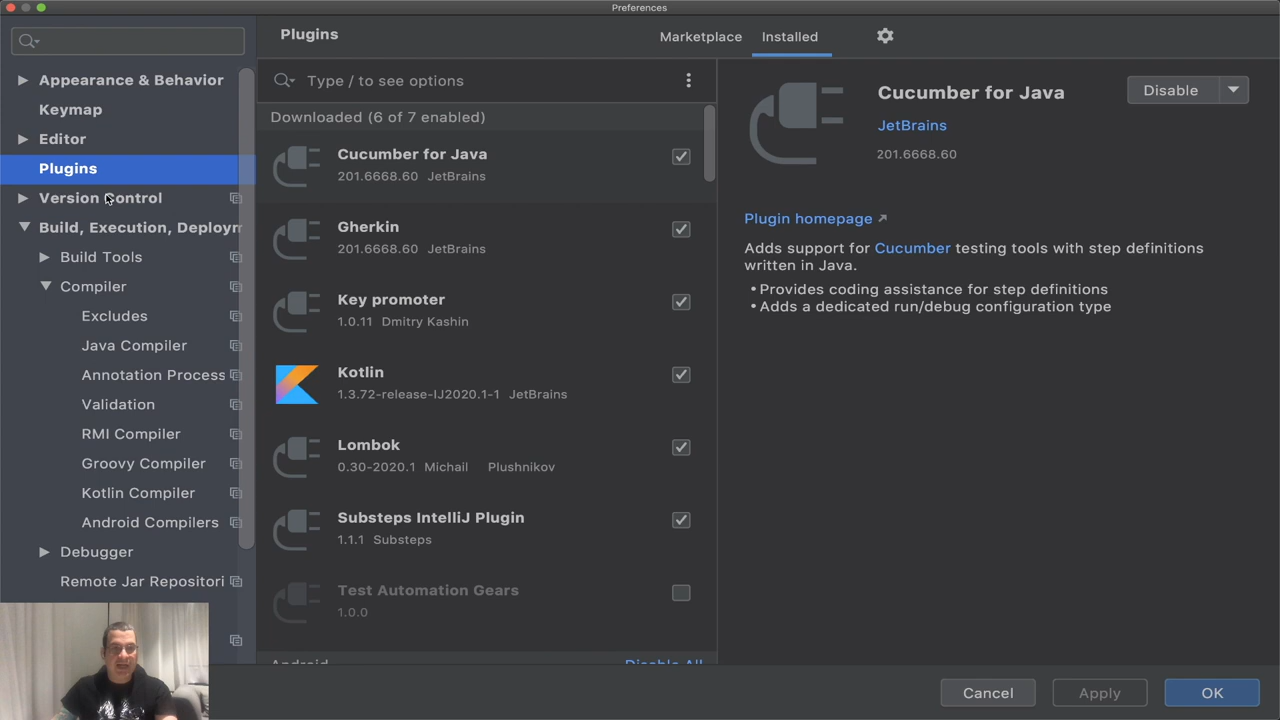 Preferences
Appearance & Behavior
Keymap
Editor
Plugins
Version Control
Build, Execution, Deployn
Build Tools
Compiler
Excludes
Java Compiler
Annotation Process
Validation
RMI Compiler
Groovy Compiler
Kotlin Compiler
Android Compilers
Debugger
Remote Jar Repositori
Plugins
Marketplace
Installed
Type / to see options
Downloaded (6 of 7 enabled)
Cucumber for Java
201.6668.60 JetBrains
Gherkin
201.6668.60 JetBrains
Key promoter
1.0.11 Dmitry Kashin
Kotlin
1.3.72-release-IJ2020.1-1 JetBrains
Lombok
0.30-2020.1 Michail Plushnikov
Substeps IntelliJ Plugin
1.1.1 Substeps
Test Automation Gears
1.0.0
Android Disable All
Cucumber for Java
Disable
JetBrains
201.6668.60
Plugin homepage ↗
Adds support for Cucumber testing tools with step definitions
written in Java.
• Provides coding assistance for step definitions
• Adds a dedicated run/debug configuration type
Cancel
Apply
OK